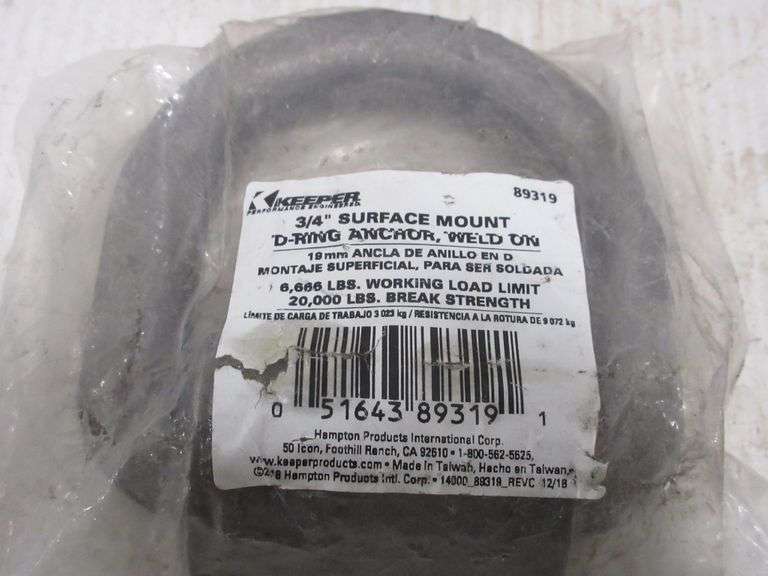 KEEPER
PERFORMANCE ENGINEERED
89319
3/4" SURFACE MOUNT
D-RING ANCHOR, WELD ON
19mm ANCLA DE ANILLO EN D
MONTAJE SUPERFICIAL, PARA SER SOLDADA
6,666 LBS. WORKING LOAD LIMIT
20,000 LBS. BREAK STRENGTH
LÍMITE DE CARGA DE TRABAJO 3 023 kg / RESISTENCIA A LA ROTURA DE 9 072 kg
0 51643 89319 1
Hampton Products International Corp.
50 Icon, Foothill Ranch, CA 92610 • 1-800-562-5625,
www.keeperproducts.com • Made in Taiwan, Hecho en Taiwan
Hampton Products Intl. Corp. • 14000_89319_REVC 12/18